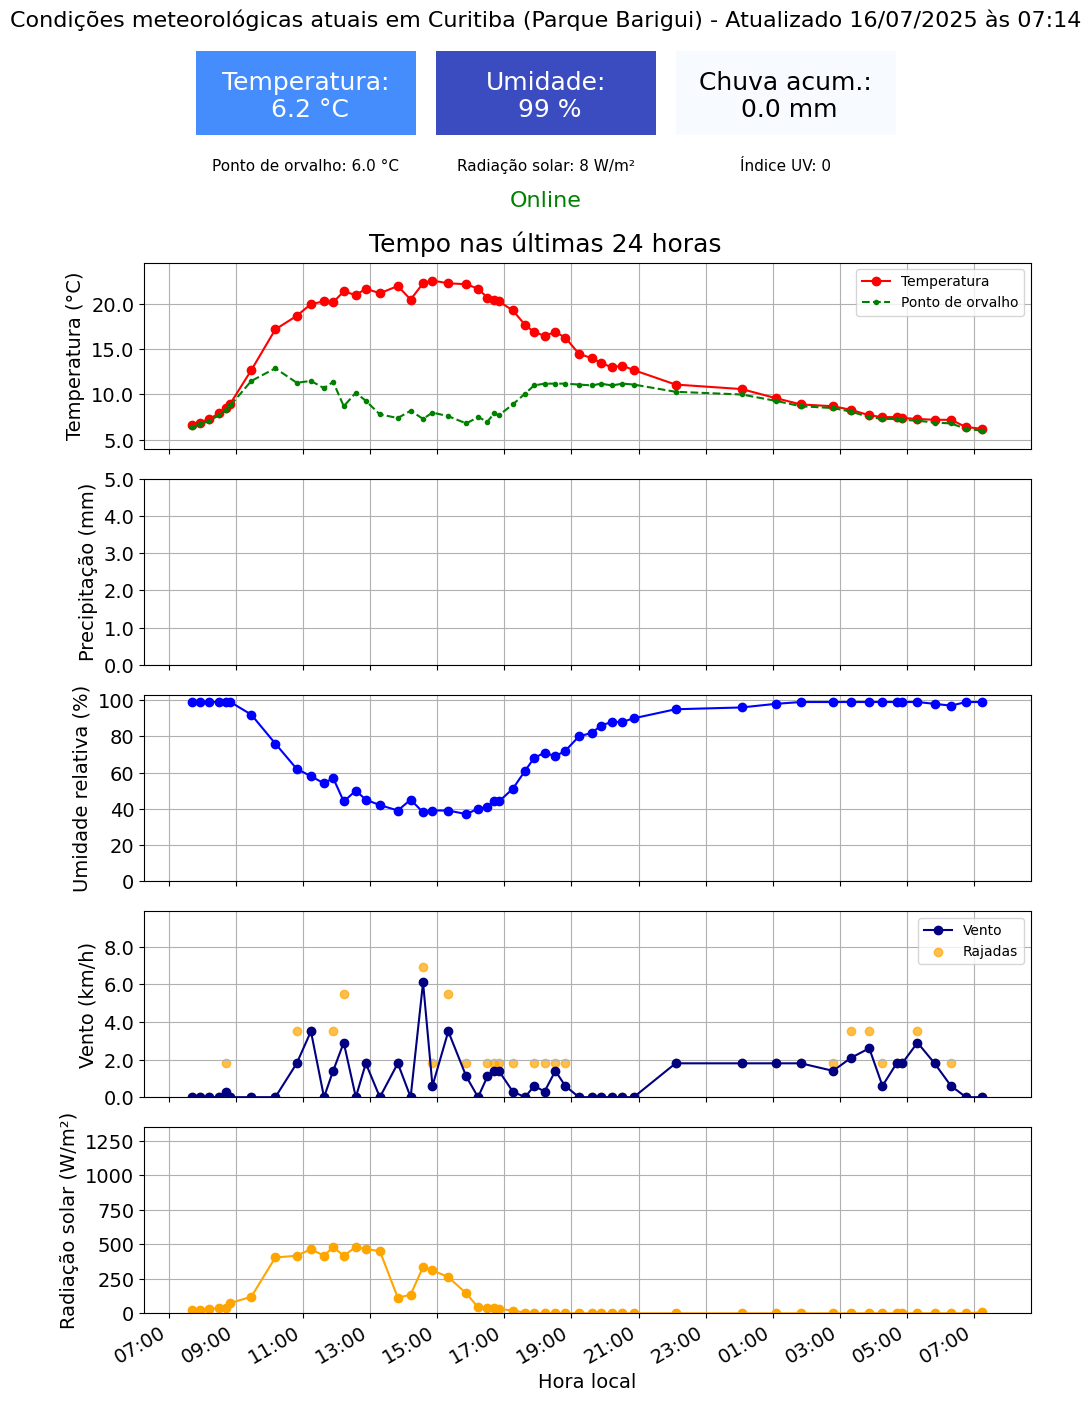 Condições meteorológicas atuais em Curitiba (Parque Barigui) - Atualizado 16/07/2025 às 07:14
Temperatura:
6.2 °C
Umidade:
99 %
Chuva acum.:
0.0 mm
Ponto de orvalho: 6.0 °C
Radiação solar: 8 W/m²
Índice UV: 0
Online
Tempo nas últimas 24 horas
Temperatura (°C)
20.0
15.0
10.0
5.0
Temperatura
Ponto de orvalho
Precipitação (mm)
5.0
4.0
3.0
2.0
1.0
0.0
Umidade relativa (%)
100
80
60
40
20
0
Vento (km/h)
8.0
6.0
4.0
2.0
0.0
Vento
Rajadas
Radiação solar (W/m²)
1250
1000
750
500
250
0
07:00
09:00
11:00
13:00
15:00
17:00
19:00
21:00
23:00
01:00
03:00
05:00
07:00
Hora local